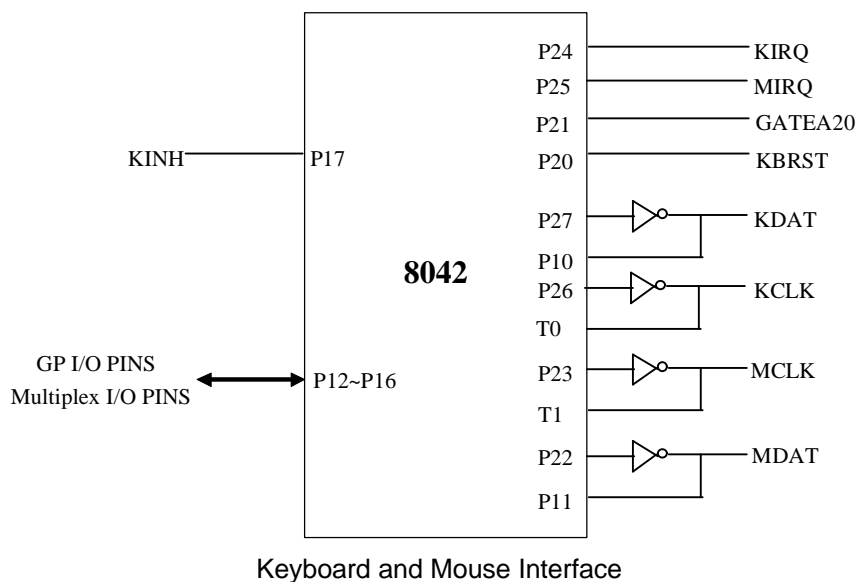 P24 KIRQ
P25 MIRQ
P21 GATEA20
KINH P17 P20 KBRST
P27 KDAT
8042 P10
P26 KCLK
T0
GP I/O PINS
Multiplex I/O PINS
P12~P16 P23 MCLK
T1
P22 MDAT
P11
Keyboard and Mouse Interface